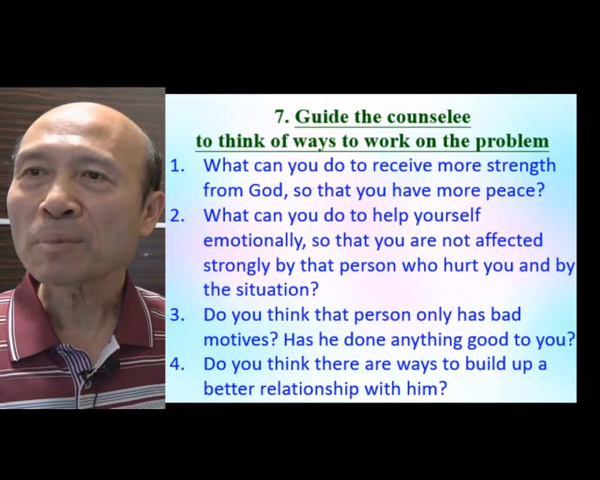 7. Guide the counselee
to think of ways to work on the problem
1. What can you do to receive more strength
from God, so that you have more peace?
2. What can you do to help yourself
emotionally, so that you are not affected
strongly by that person who hurt you and by
the situation?
3. Do you think that person only has bad
motives? Has he done anything good to you?
4. Do you think there are ways to build up a
better relationship with him?